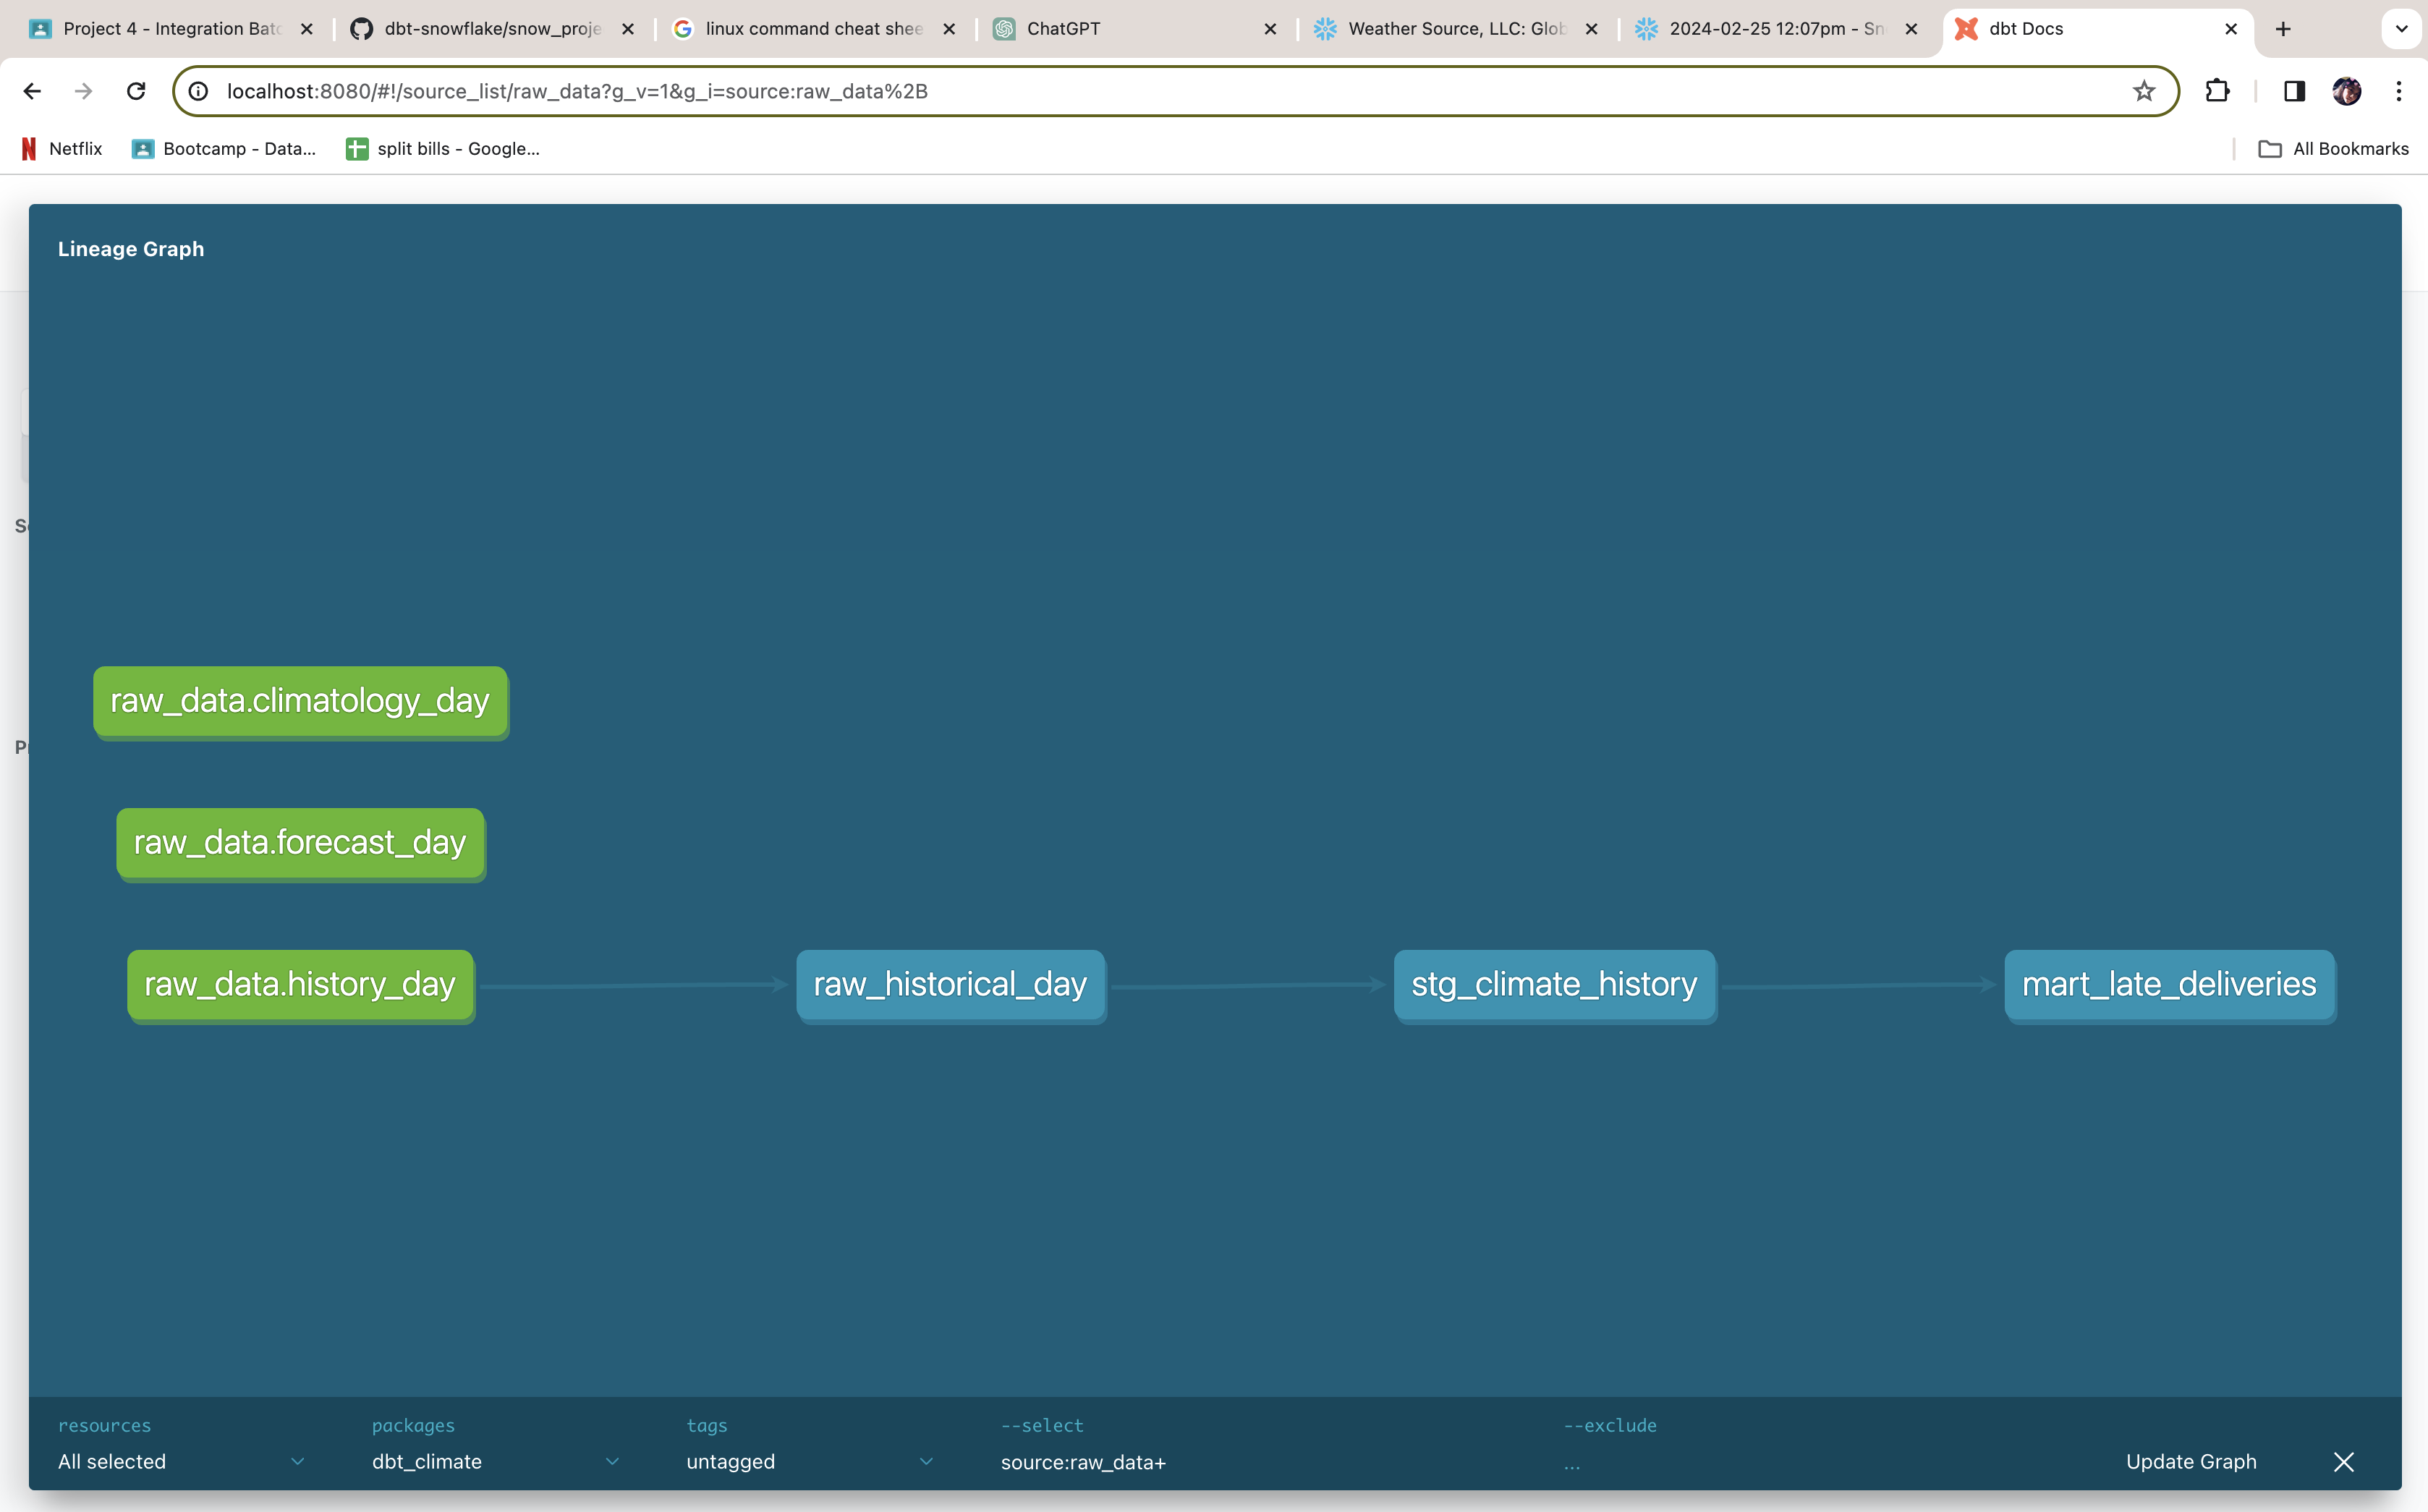 Project 4 - Integration Batc
dbt-snowflake/snow_proje
linux command cheat shee
ChatGPT
Weather Source, LLC: Glob
2024-02-25 12:07pm - Sn
dbt Docs
localhost:8080/#!/source_list/raw_data?g_v=1&g_i=source:raw_data%2B
Netflix
Bootcamp - Data...
split bills - Google...
All Bookmarks
Lineage Graph
raw_data.climatology_day
raw_data.forecast_day
raw_data.history_day
raw_historical_day
stg_climate_history
mart_late_deliveries
resources
packages
tags
--select
--exclude
All selected
dbt_climate
untagged
source:raw_data+
...
Update Graph